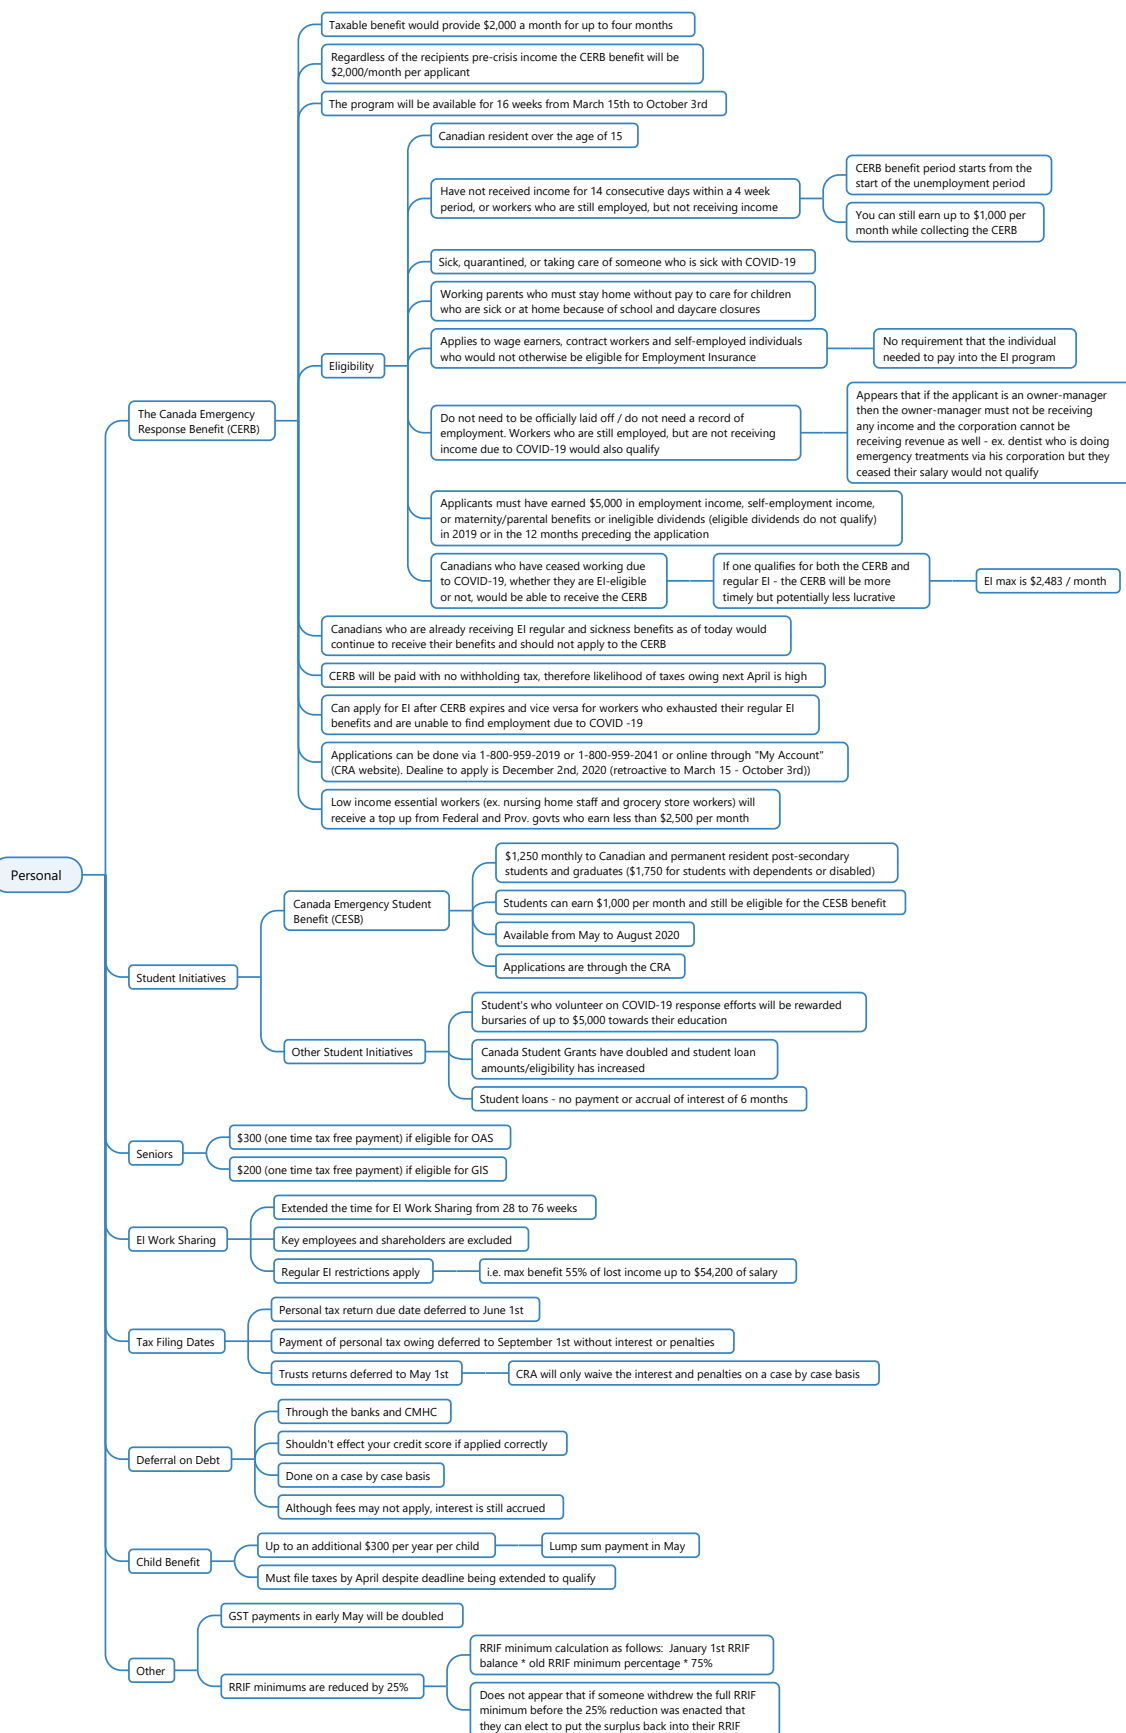 Taxable benefit would provide $2,000 a month for up to four months
Regardless of the recipients pre-crisis income the CERB benefit will be
$2,000/month per applicant
The program will be available for 16 weeks from March 15th to October 3rd
Canadian resident over the age of 15
Have not received income for 14 consecutive days within a 4 week
period, or workers who are still employed, but not receiving income
CERB benefit period starts from the
start of the unemployment period
You can still earn up to $1,000 per
month while collecting the CERB
Sick, quarantined, or taking care of someone who is sick with COVID-19
Working parents who must stay home without pay to care for children
who are sick or at home because of school and daycare closures
Eligibility
Applies to wage earners, contract workers and self-employed individuals
who would not otherwise be eligible for Employment Insurance
No requirement that the individual
needed to pay into the EI program
The Canada Emergency
Response Benefit (CERB)
Do not need to be officially laid off / do not need a record of
employment. Workers who are still employed, but are not receiving
income due to COVID-19 would also qualify
Appears that if the applicant is an owner-manager
then the owner-manager must not be receiving
any income and the corporation cannot be
receiving revenue as well - ex. dentist who is doing
emergency treatments via his corporation but they
ceased their salary would not qualify
Applicants must have earned $5,000 in employment income, self-employment income,
or maternity/parental benefits or ineligible dividends (eligible dividends do not qualify)
in 2019 or in the 12 months preceding the application
Canadians who have ceased working due
to COVID-19, whether they are EI-eligible
or not, would be able to receive the CERB
If one qualifies for both the CERB and
regular EI - the CERB will be more
timely but potentially less lucrative
EI max is $2,483 / month
Canadians who are already receiving EI regular and sickness benefits as of today would
continue to receive their benefits and should not apply to the CERB
CERB will be paid with no withholding tax, therefore likelihood of taxes owing next April is high
Can apply for EI after CERB expires and vice versa for workers who exhausted their regular EI
benefits and are unable to find employment due to COVID -19
Applications can be done via 1-800-959-2019 or 1-800-959-2041 or online through "My Account"
(CRA website). Dealine to apply is December 2nd, 2020 (retroactive to March 15 - October 3rd))
Low income essential workers (ex. nursing home staff and grocery store workers) will
receive a top up from Federal and Prov. govts who earn less than $2,500 per month
Personal
Student Initiatives
Canada Emergency Student
Benefit (CESB)
$1,250 monthly to Canadian and permanent resident post-secondary
students and graduates ($1,750 for students with dependents or disabled)
Students can earn $1,000 per month and still be eligible for the CESB benefit
Available from May to August 2020
Applications are through the CRA
Other Student Initiatives
Student's who volunteer on COVID-19 response efforts will be rewarded
bursaries of up to $5,000 towards their education
Canada Student Grants have doubled and student loan
amounts/eligibility has increased
Student loans - no payment or accrual of interest of 6 months
Seniors
$300 (one time tax free payment) if eligible for OAS
$200 (one time tax free payment) if eligible for GIS
EI Work Sharing
Extended the time for EI Work Sharing from 28 to 76 weeks
Key employees and shareholders are excluded
Regular EI restrictions apply
i.e. max benefit 55% of lost income up to $54,200 of salary
Tax Filing Dates
Personal tax return due date deferred to June 1st
Payment of personal tax owing deferred to September 1st without interest or penalties
Trusts returns deferred to May 1st
CRA will only waive the interest and penalties on a case by case basis
Deferral on Debt
Through the banks and CMHC
Shouldn't effect your credit score if applied correctly
Done on a case by case basis
Although fees may not apply, interest is still accrued
Child Benefit
Up to an additional $300 per year per child
Lump sum payment in May
Must file taxes by April despite deadline being extended to qualify
Other
GST payments in early May will be doubled
RRIF minimums are reduced by 25%
RRIF minimum calculation as follows: January 1st RRIF
balance * old RRIF minimum percentage * 75%
Does not appear that if someone withdrew the full RRIF
minimum before the 25% reduction was enacted that
they can elect to put the surplus back into their RRIF